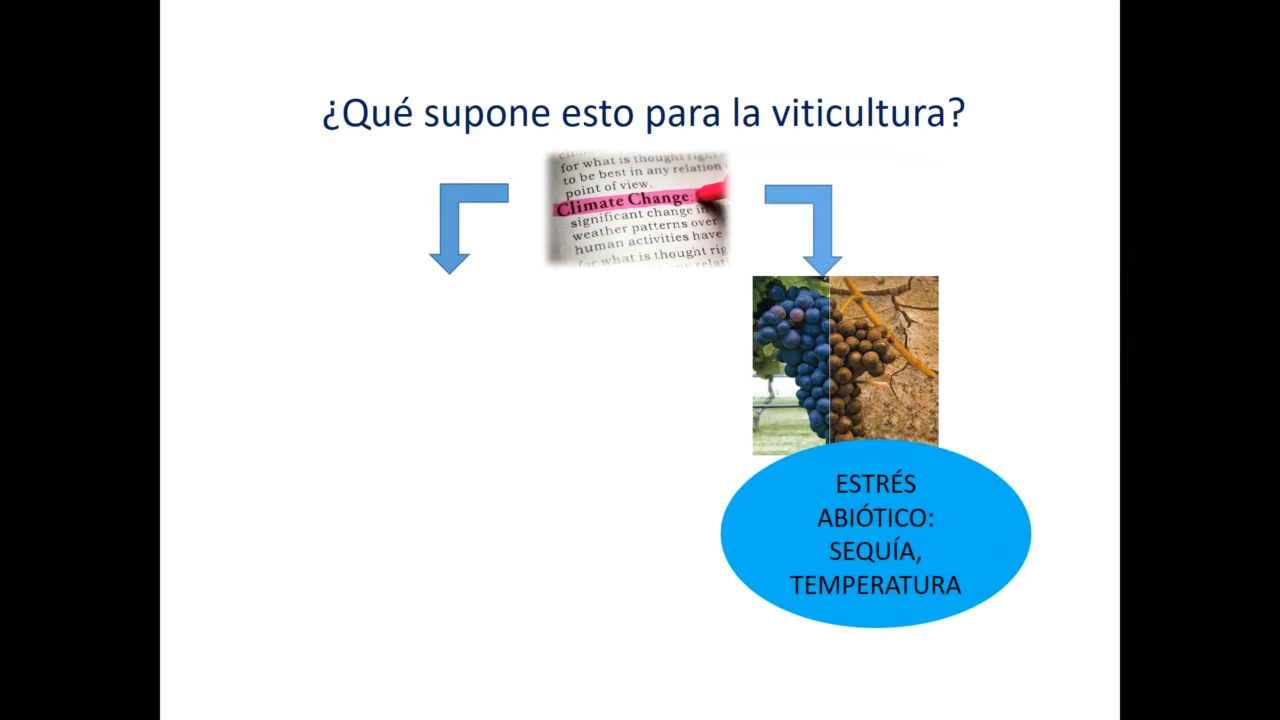 ¿Qué supone esto para la viticultura?
for what is thought right
to be best in any relation
point of view.
Climate Change:
significant change in
weather patterns over
human activities have
for what is thought rig
ESTRÉS
ABIÓTICO:
SEQUÍA,
TEMPERATURA